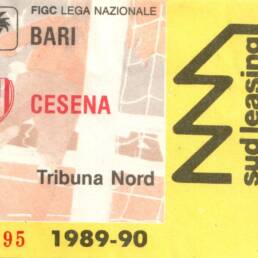 FIGC LEGA NAZIONALE
BARI
CESENA
Tribuna Nord
95 1989-90
sud leasing